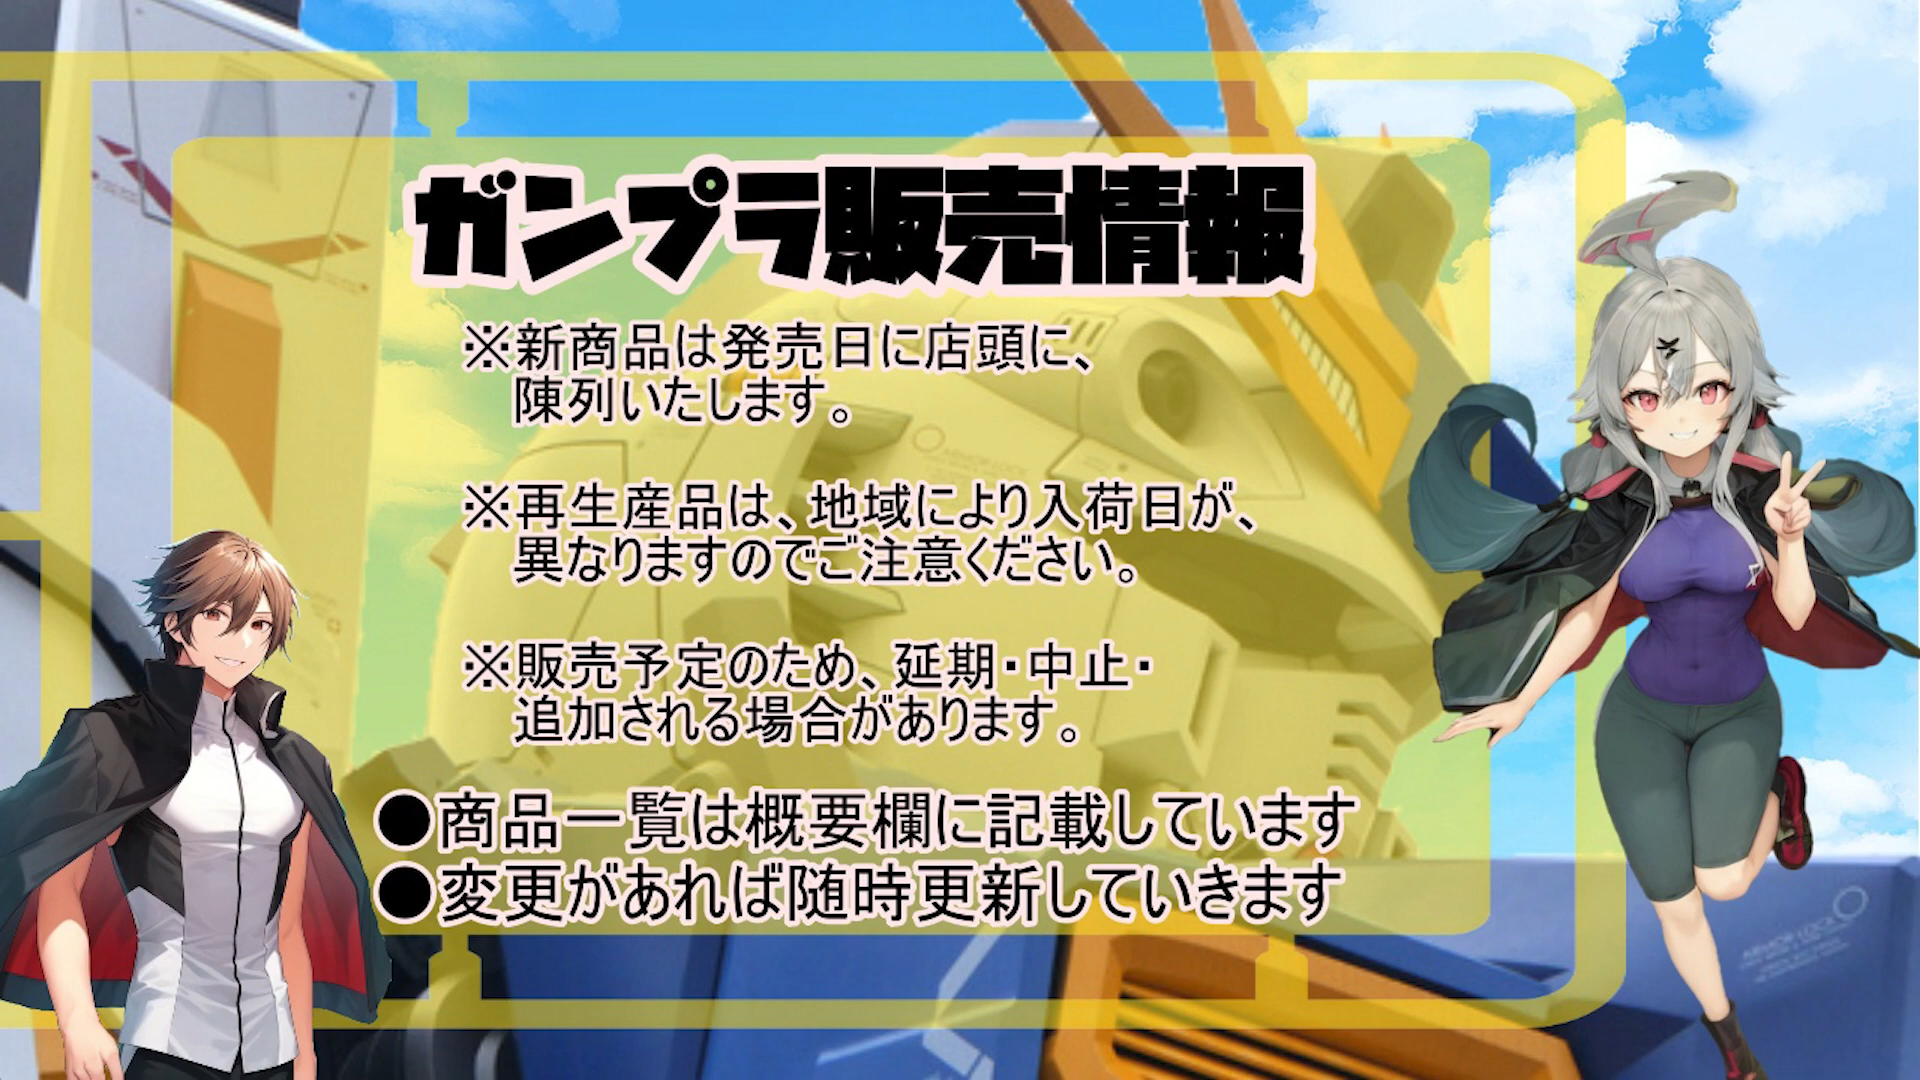 ガンプラ販売情報
※新商品は発売日に店頭に、
陳列いたします。
※再生産品は、地域により入荷日が、
異なりますのでご注意ください。
※販売予定のため、延期・中止・
追加される場合があります。
●商品一覧は概要欄に記載しています
●変更があれば随時更新していきます